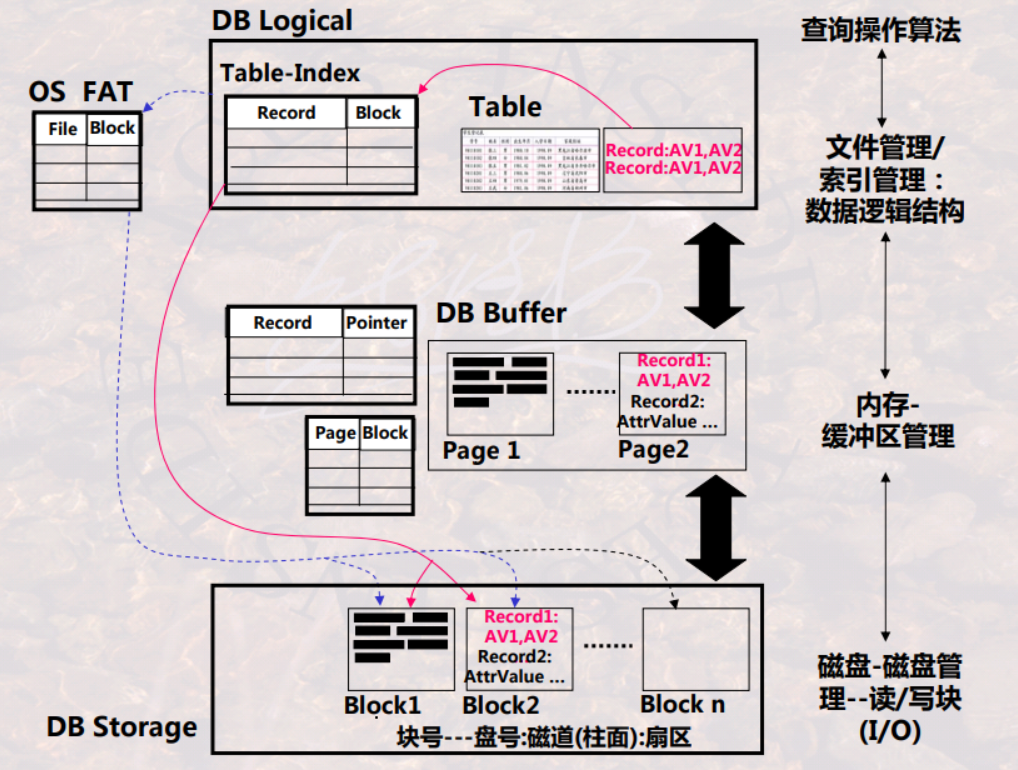 DB Logical
查询操作算法
Table-Index
OS FAT
Record Block
Table
File Block
Record:AV1,AV2
Record:AV1,AV2
文件管理/
索引管理：
数据逻辑结构
DB Buffer
Record Pointer
Record1:
AV1,AV2
Record2:
AttrValue ...
Page 1
Page2
Page Block
内存-
缓冲区管理
Record1:
AV1,AV2
Record2:
AttrValue ...
Block1
Block2
Block n
DB Storage
块号---盘号:磁道(柱面):扇区
磁盘-磁盘管
理--读/写块
(I/O)